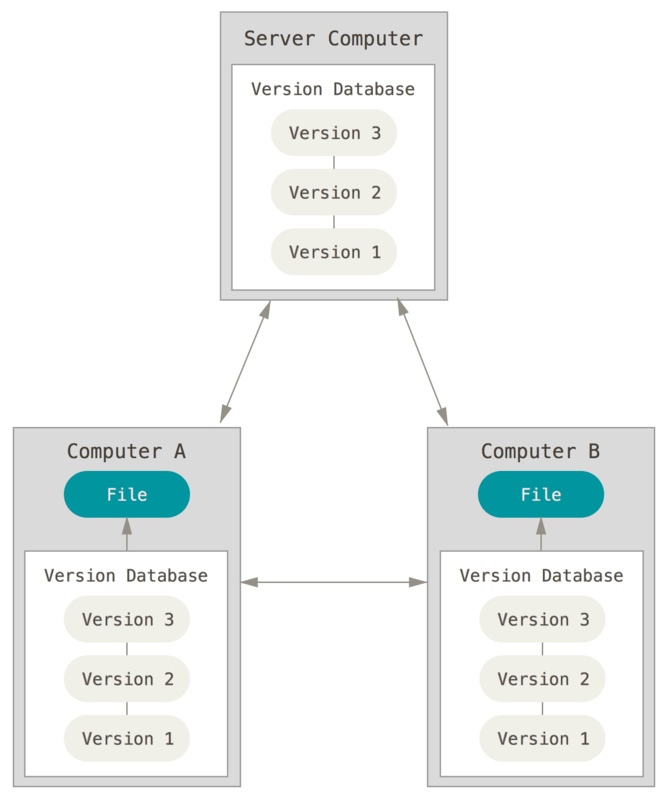 Server Computer
Version Database
Version 3
Version 2
Version 1
Computer A
File
Version Database
Version 3
Version 2
Version 1
Computer B
File
Version Database
Version 3
Version 2
Version 1